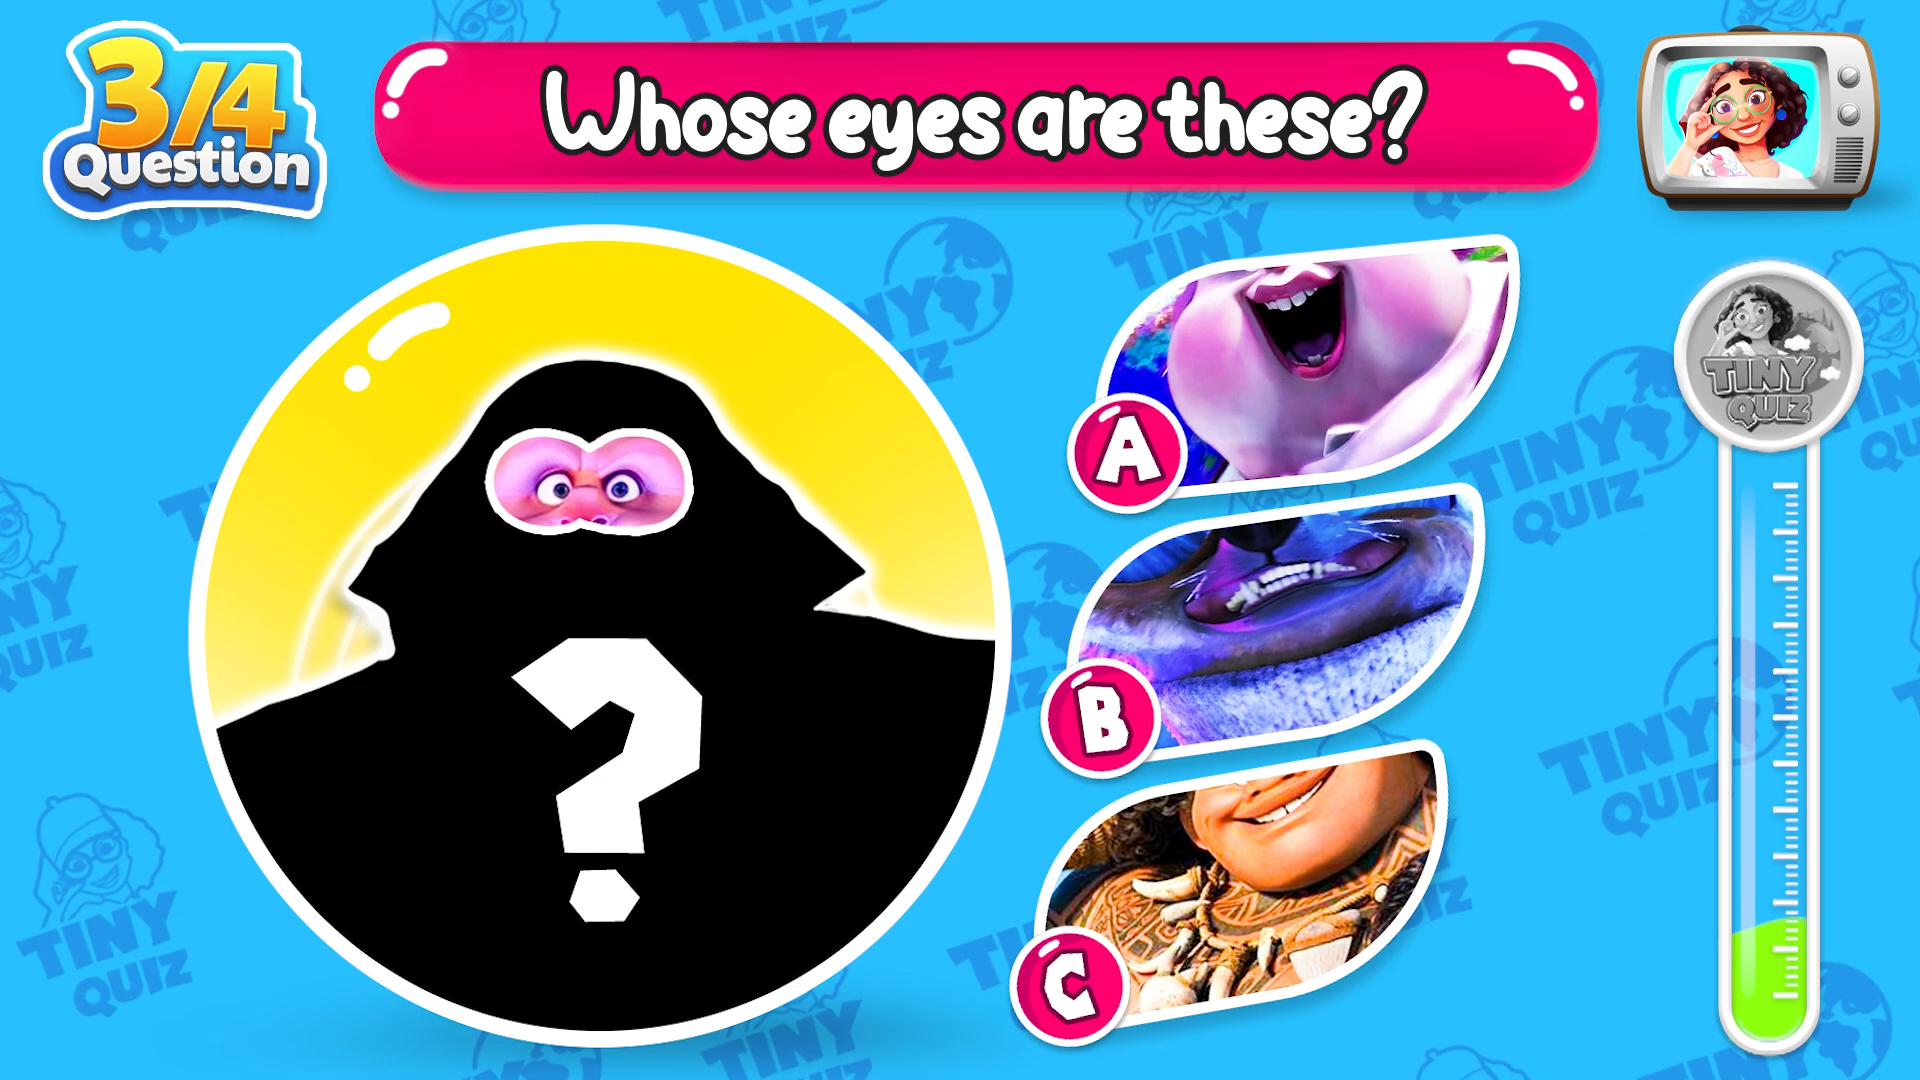 3/4
Question
Whose eyes are these?
A
B
C
?
TINY
QUIZ